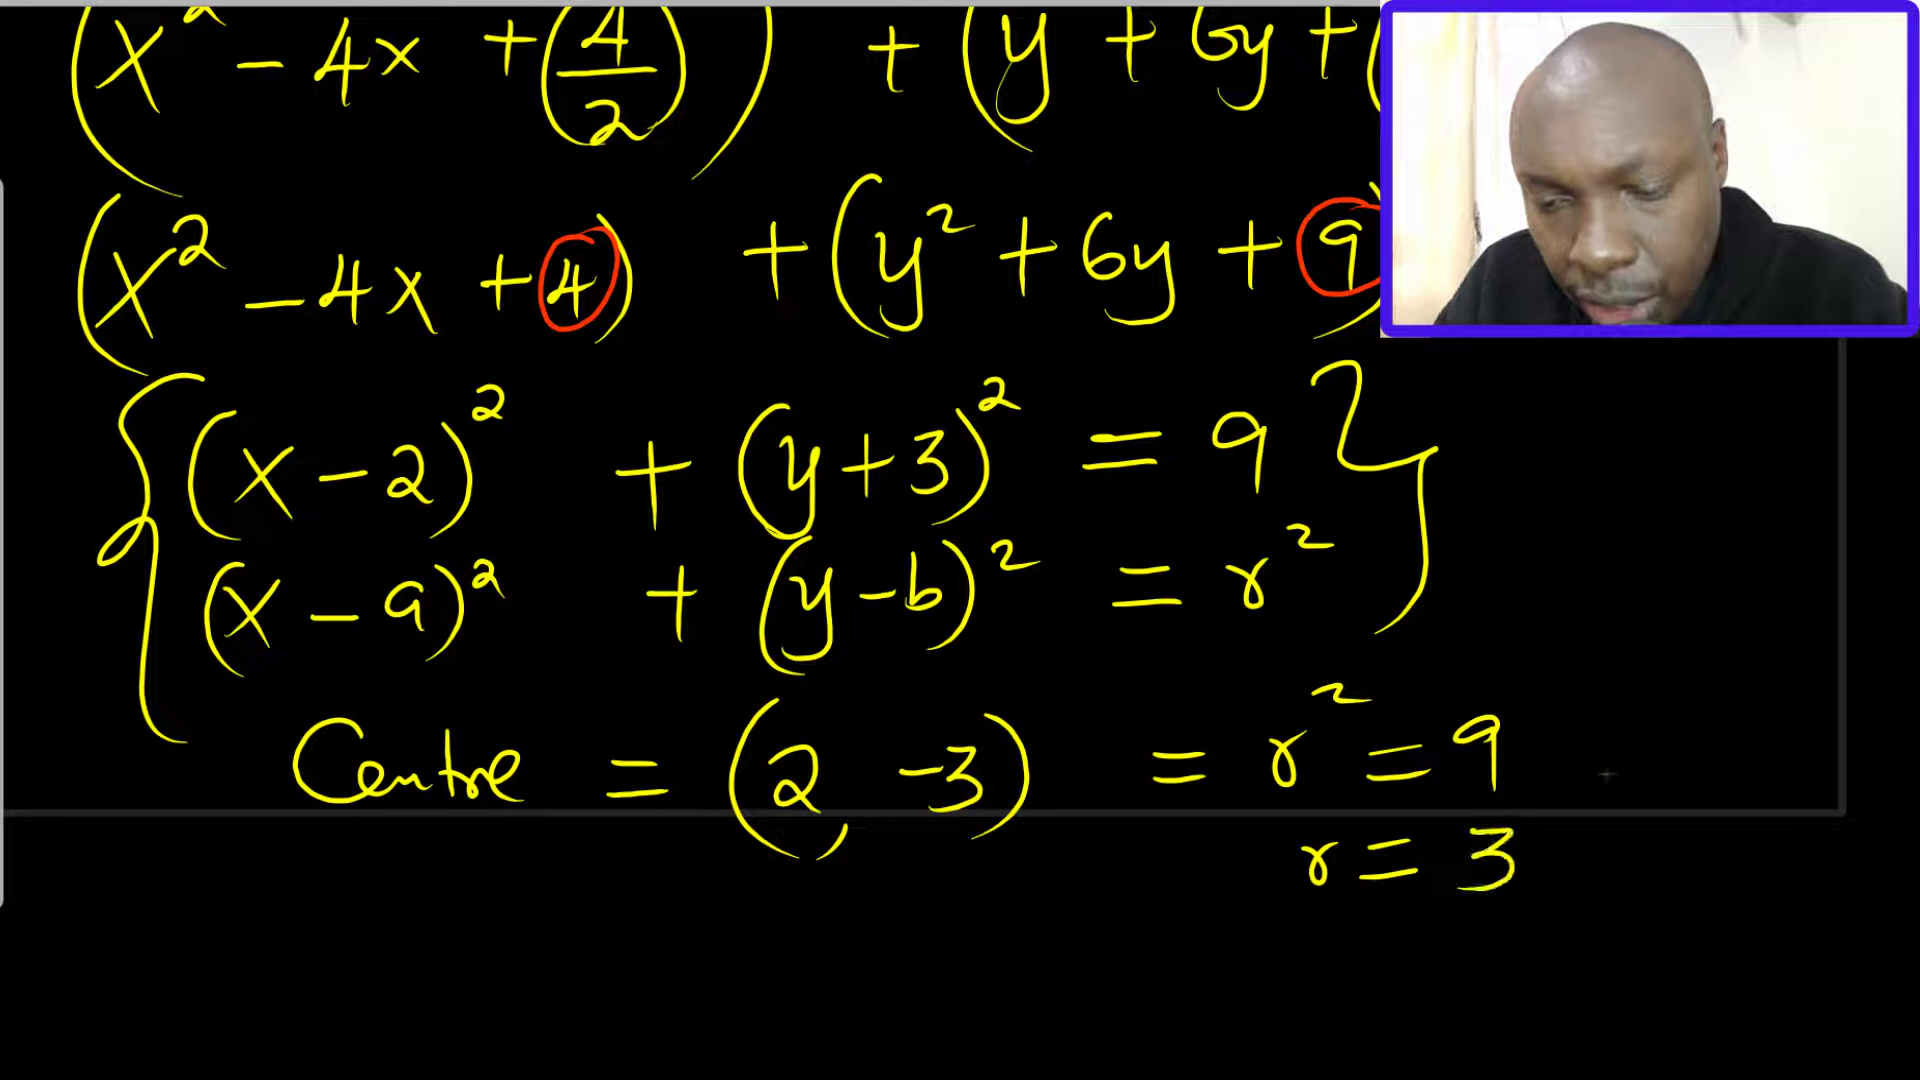 (x² - 4x + (4/2)) + (y + 6y + (
(x² - 4x + 4) + (y² + 6y + 9)
{(x - 2)² + (y + 3)² = 9}
(x - a)² + (y - b)² = r²
Centre = (2, -3) = r² = 9
r = 3